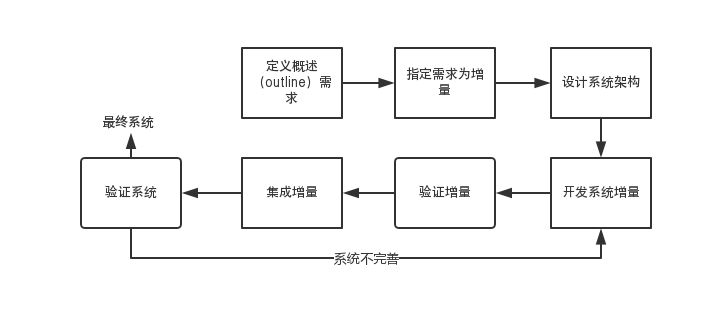 定义概述
（outline）需
求
指定需求为增
量
设计系统架构
最终系统
验证系统
集成增量
验证增量
开发系统增量
系统不完善